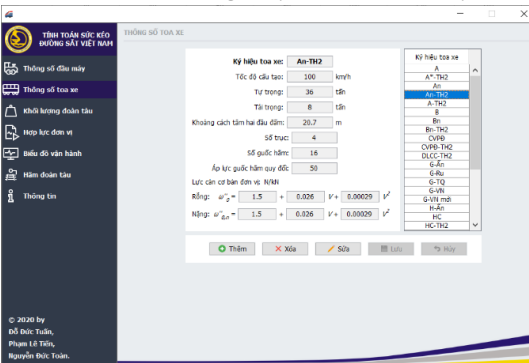 TÍNH TOÁN SỨC KÉO
ĐƯỜNG SẮT VIỆT NAM
Thông số đầu máy
Thông số toa xe
Khối lượng đoàn tàu
Hợp lực đơn vị
Biểu đồ vận hành
Hãm đoàn tàu
Thông tin
© 2020 by
Đỗ Đức Tuấn,
Phạm Lê Tiến,
Nguyễn Đức Toàn.
THÔNG SỐ TOA XE
Ký hiệu toa xe: An-TH2
Tốc độ cấu tạo: 100 km/h
Tự trọng: 36 tấn
Tải trọng: 8 tấn
Khoảng cách tâm hai đầu đấm: 20.7 m
Số trục: 4
Số guốc hãm: 16
Áp lực guốc hãm quy đổi: 50
Lực cản cơ bản đơn vị N/kN
Rỗng: ω"₀ = 1.5 + 0.026 V + 0.00029 V²
Nặng: = 1.5 + 0.026 V + 0.00029 V²
Ký hiệu toa xe
A
A*-TH2
An
An-TH2
A-TH2
B
Bn
Bn-TH2
CVPĐ
CVPĐ-TH2
DLCC-TH2
G-Ấn
G-Ru
G-TQ
G-VN
G-VN mới
H-Ấn
HC
HC-TH2
Thêm
Xóa
Sửa
Lưu
Hủy